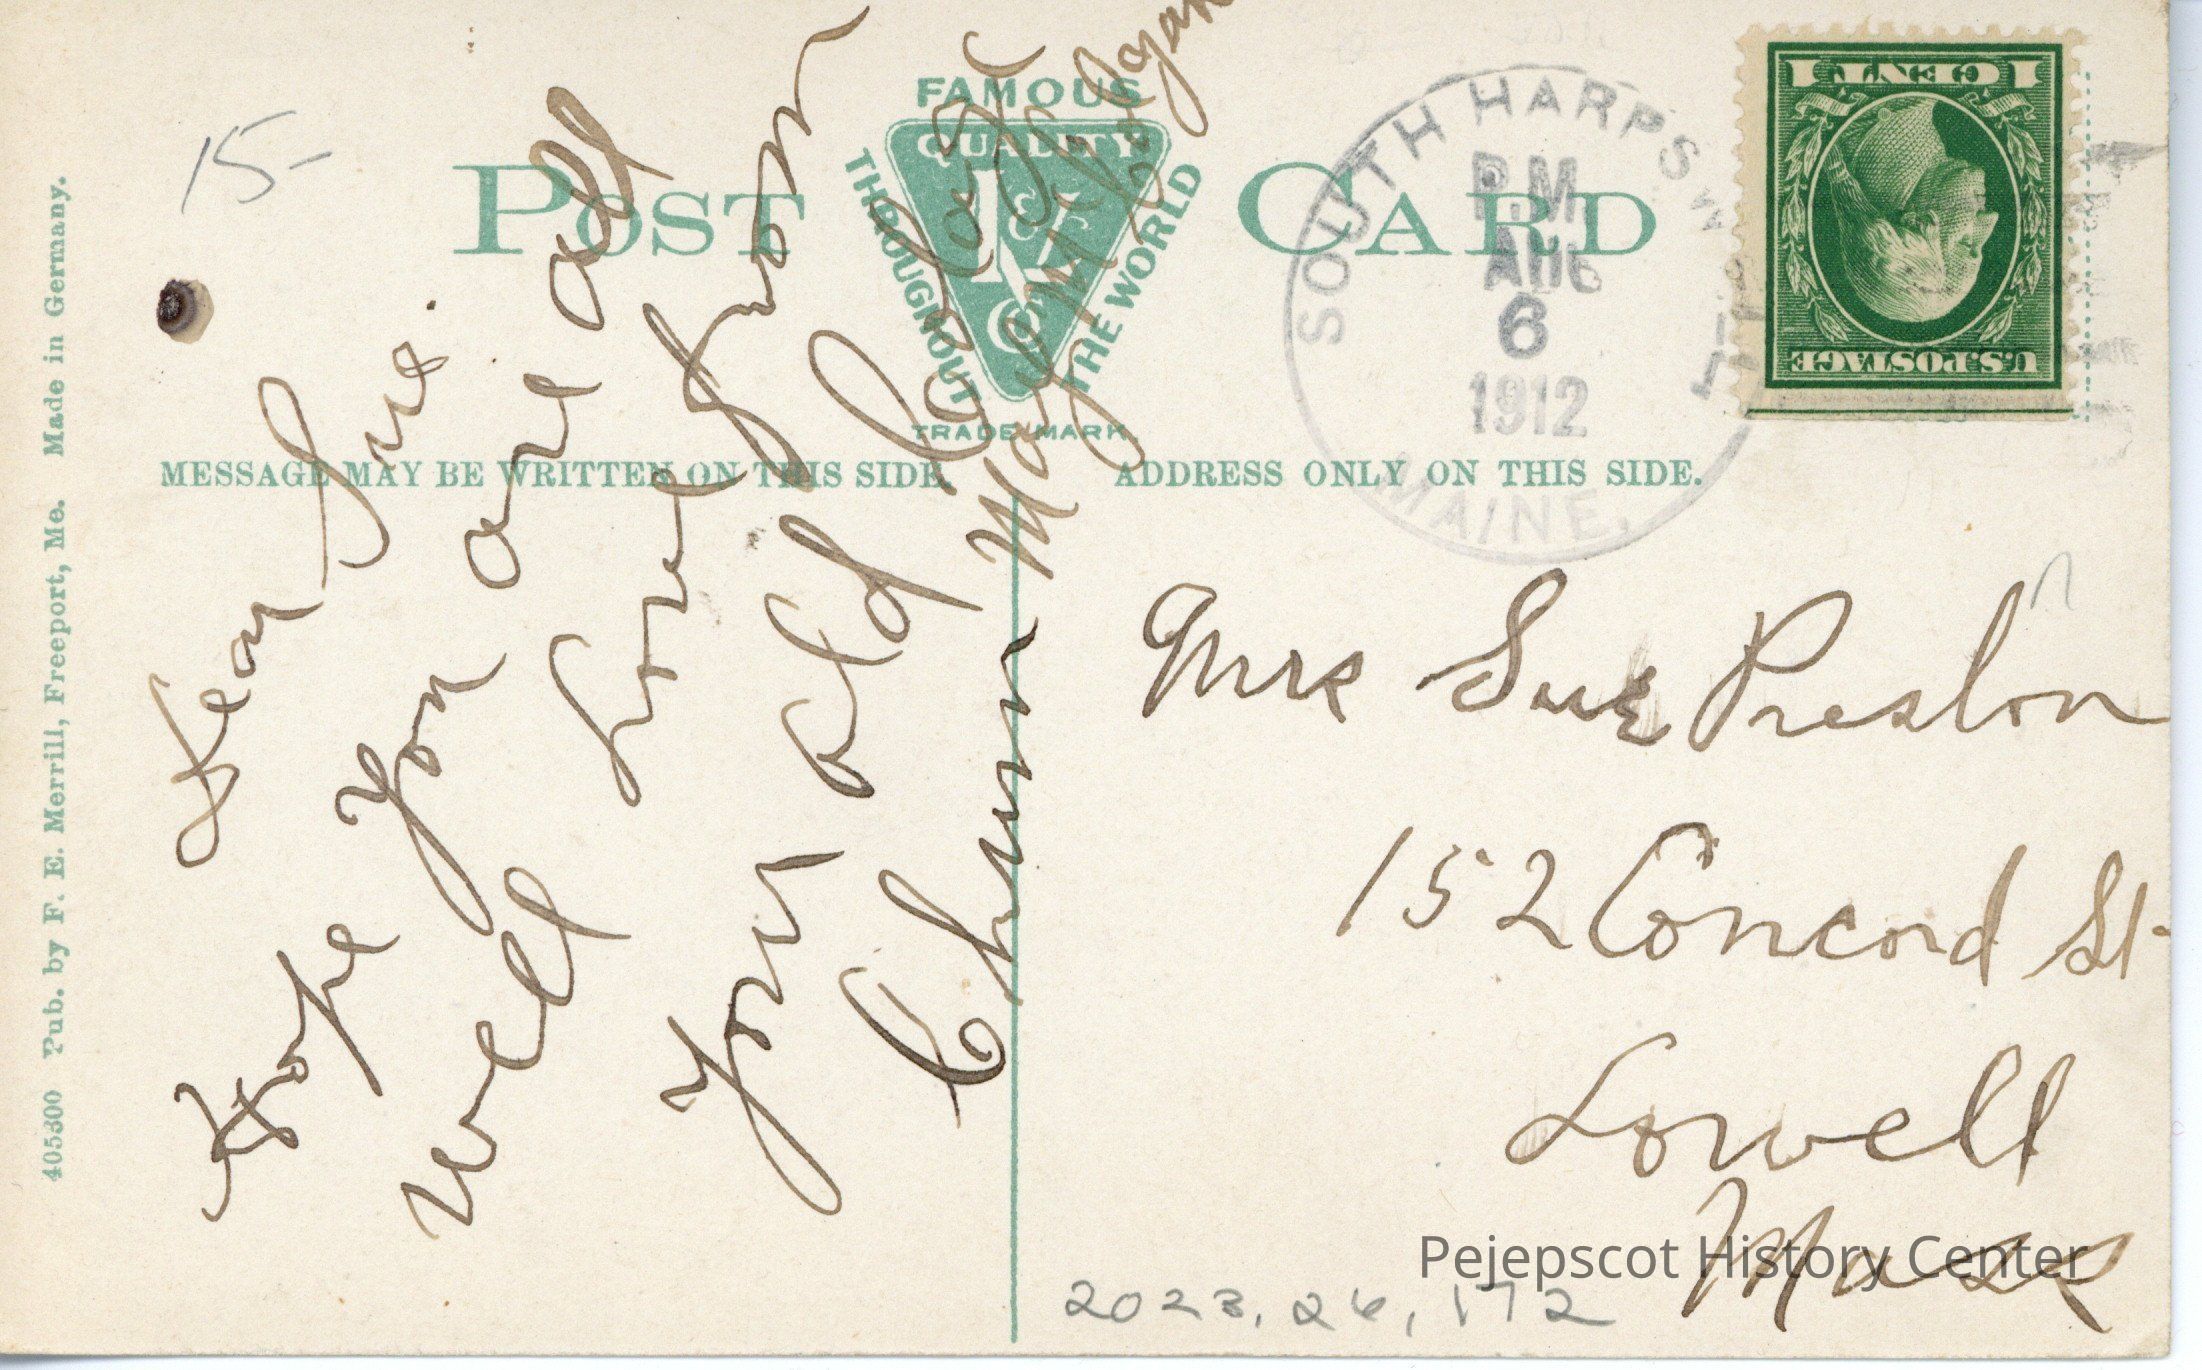 405300 Pub. by F. E. Merrill, Freeport, Me. Made in Germany.
15-
POST CARD
FAMOUS
QUALITY
THROUGHOUT
THE WORLD
TRADE MARK
MESSAGE MAY BE WRITTEN ON THIS SIDE.
ADDRESS ONLY ON THIS SIDE.
SOUTH HARPSWELL
PM
AUG
6
1912
MAINE.
1 CENT 1
U.S. POSTAGE
Dear Sue.
Hope you are all
well love from
your old
Chum
Mrs Sue Preston
152 Concord St
Lowell
Mass
Pejepscot History Center
2023.26.172